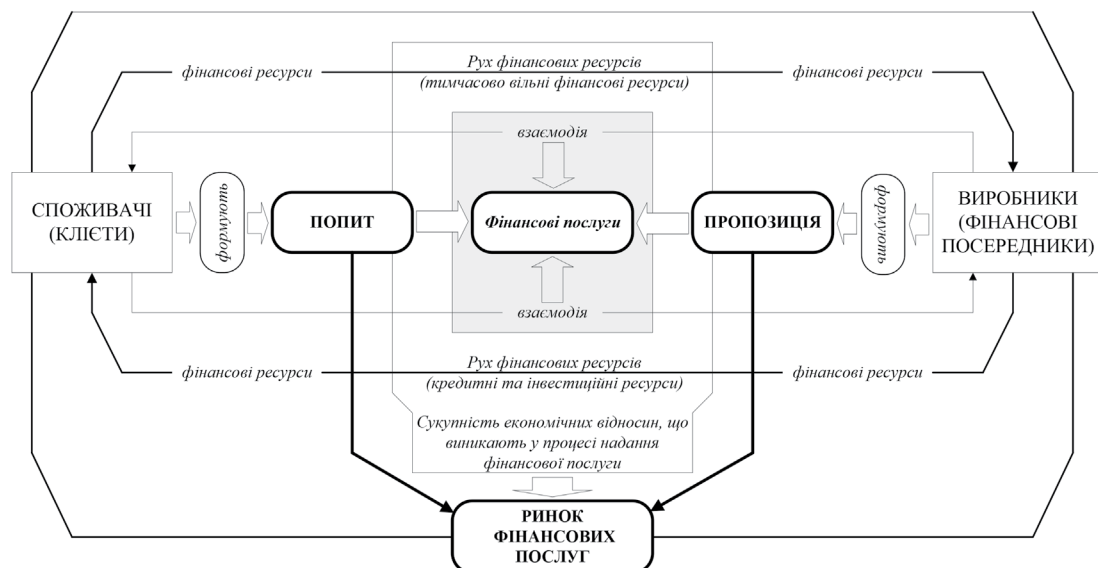 Рух фінансових ресурсів
фінансові ресурси
(тимчасово вільні фінансові ресурси)
фінансові ресурси
взаємодія
СПОЖИВАЧІ
(КЛІЄТИ)
формують
ПОПИТ
Фінансові послуги
ПРОПОЗИЦІЯ
формують
ВИРОБНИКИ
(ФІНАНСОВІ
ПОСЕРЕДНИКИ)
взаємодія
Рух фінансових ресурсів
фінансові ресурси
(кредитні та інвестиційні ресурси)
фінансові ресурси
Сукупність економічних відносин, що
виникають у процесі надання
фінансової послуги
РИНОК
ФІНАНСОВИХ
ПОСЛУГ